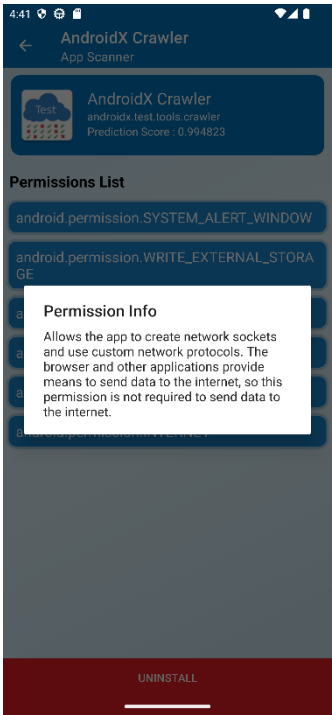 4:41
AndroidX Crawler
App Scanner
Test
AndroidX Crawler
androidx.test.tools.crawler
Prediction Score : 0.994823
Permissions List
android.permission.SYSTEM_ALERT_WINDOW
android.permission.WRITE_EXTERNAL_STORA
GE
Permission Info
Allows the app to create network sockets
and use custom network protocols. The
browser and other applications provide
means to send data to the internet, so this
permission is not required to send data to
the internet.
android.permission.INTERNET
UNINSTALL